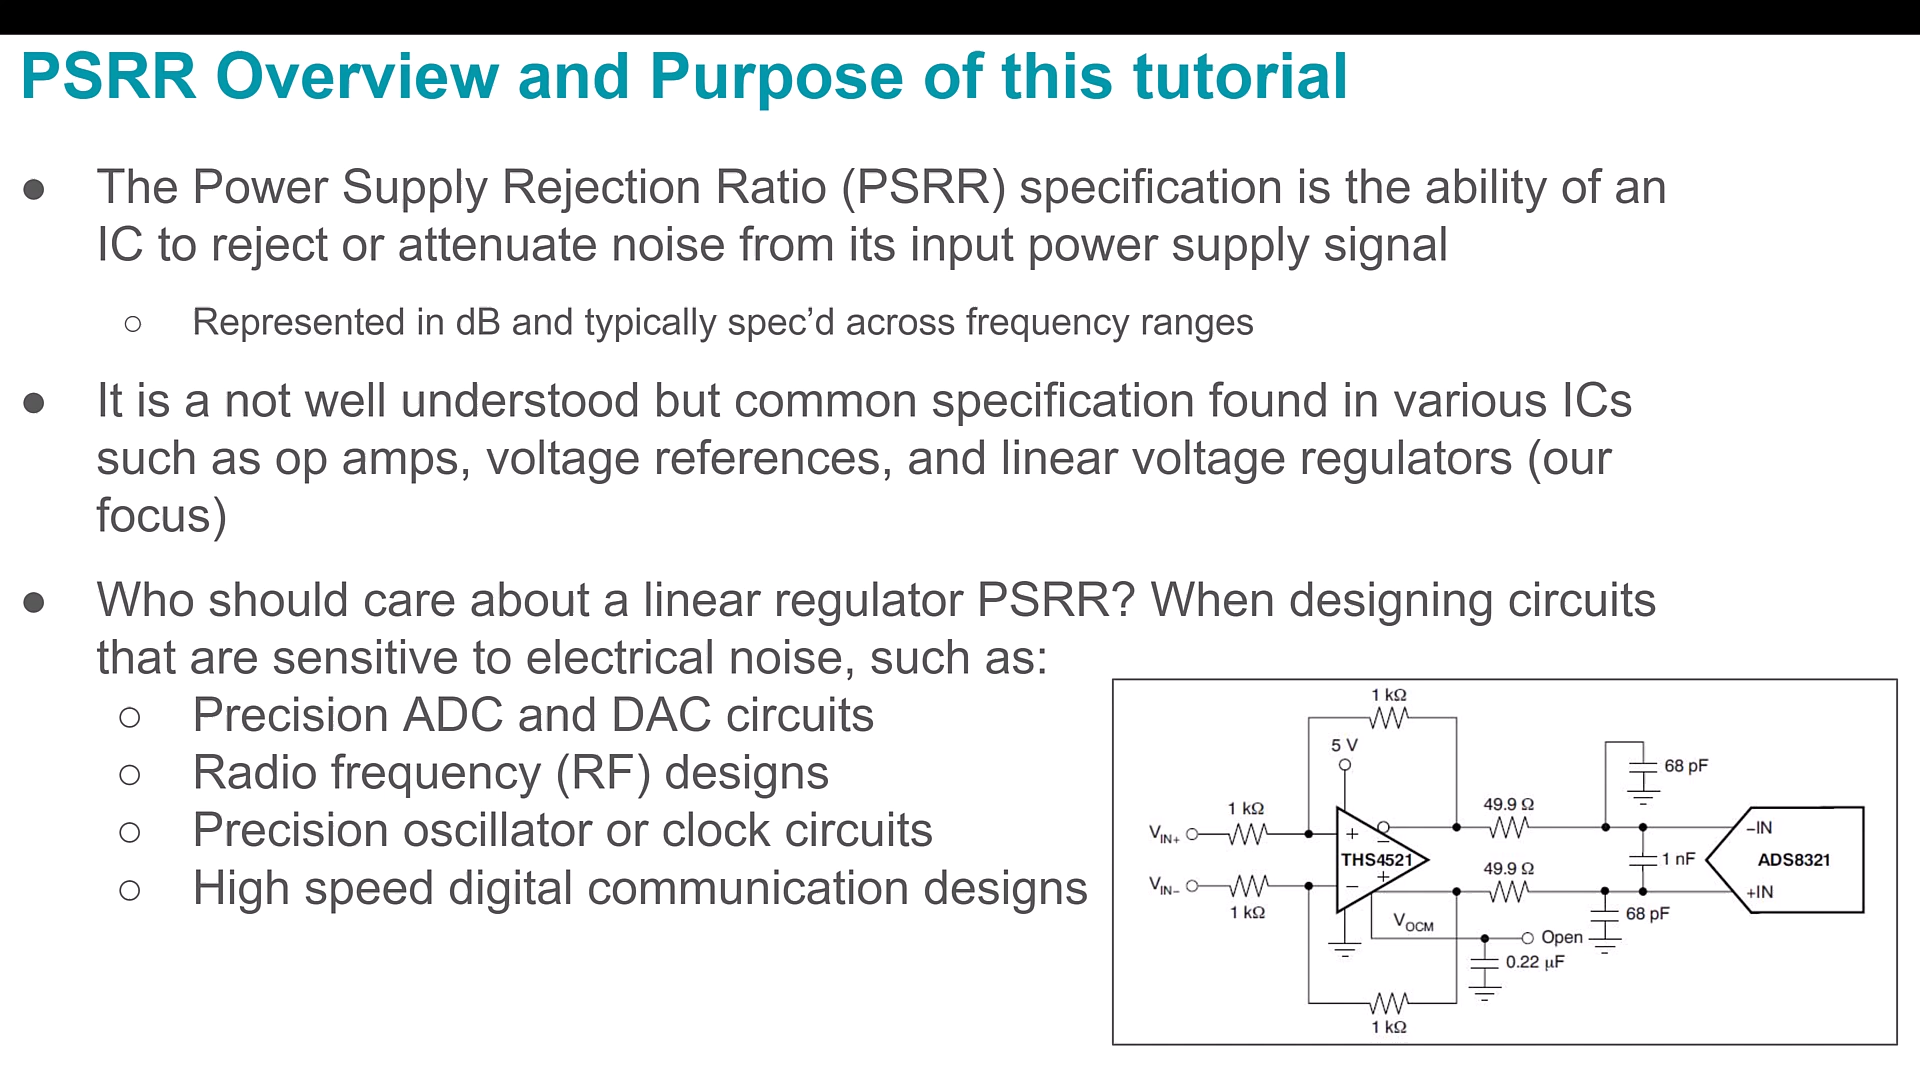 PSRR Overview and Purpose of this tutorial
● The Power Supply Rejection Ratio (PSRR) specification is the ability of an
IC to reject or attenuate noise from its input power supply signal
○ Represented in dB and typically spec’d across frequency ranges
● It is a not well understood but common specification found in various ICs
such as op amps, voltage references, and linear voltage regulators (our
focus)
● Who should care about a linear regulator PSRR? When designing circuits
that are sensitive to electrical noise, such as:
○ Precision ADC and DAC circuits
○ Radio frequency (RF) designs
○ Precision oscillator or clock circuits
○ High speed digital communication designs
1 kΩ
5 V
68 pF
1 kΩ
49.9 Ω
VIN+
+
−
−IN
THS4521
1 nF
ADS8321
49.9 Ω
+
VIN−
−
+IN
1 kΩ
68 pF
VOCM
Open
0.22 µF
1 kΩ